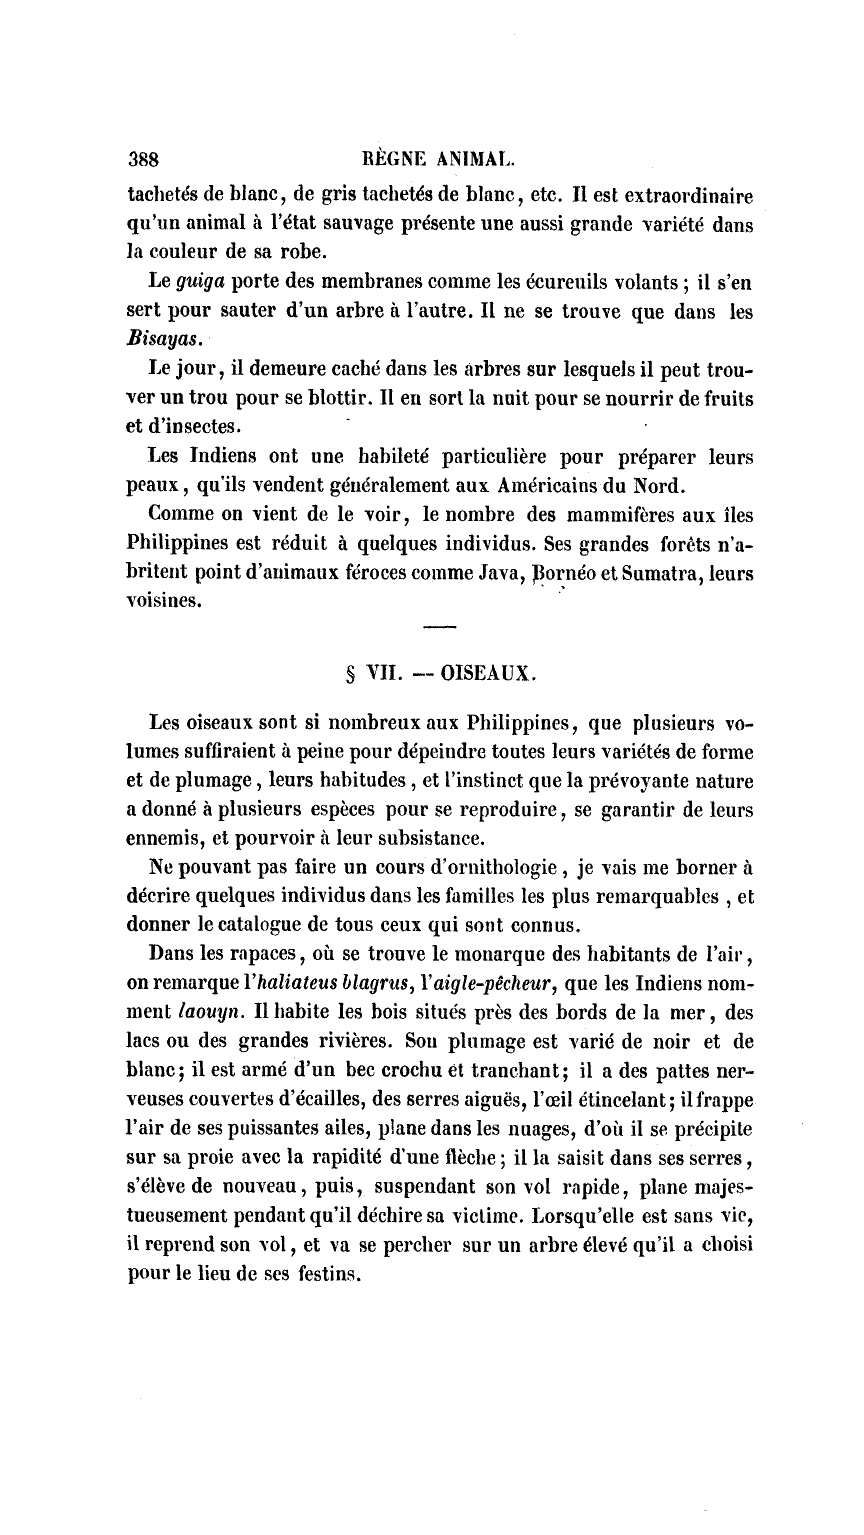 388 RÈGNE ANIMAL.
tachetés de blanc, de gris tachetés de blanc, etc. Il est extraordinaire
qu'un animal à l'état sauvage présente une aussi grande variété dans
la couleur de sa robe.
Le guiga porte des membranes comme les écureuils volants ; il s'en
sert pour sauter d'un arbre à l'autre. Il ne se trouve que dans les
Bisayas.
Le jour, il demeure caché dans les arbres sur lesquels il peut trou-
ver un trou pour se blottir. Il en sort la nuit pour se nourrir de fruits
et d'insectes.
Les Indiens ont une habileté particulière pour préparer leurs
peaux, qu'ils vendent généralement aux Américains du Nord.
Comme on vient de le voir, le nombre des mammifères aux îles
Philippines est réduit à quelques individus. Ses grandes forêts n'a-
britent point d'animaux féroces comme Java, Bornéo et Sumatra, leurs
voisines.
§ VII. — OISEAUX.
Les oiseaux sont si nombreux aux Philippines, que plusieurs vo-
lumes suffiraient à peine pour dépeindre toutes leurs variétés de forme
et de plumage, leurs habitudes, et l'instinct que la prévoyante nature
a donné à plusieurs espèces pour se reproduire, se garantir de leurs
ennemis, et pourvoir à leur subsistance.
Ne pouvant pas faire un cours d'ornithologie, je vais me borner à
décrire quelques individus dans les familles les plus remarquables, et
donner le catalogue de tous ceux qui sont connus.
Dans les rapaces, où se trouve le monarque des habitants de l'air,
on remarque l'haliateus blagrus, l'aigle-pêcheur, que les Indiens nom-
ment laouyn. Il habite les bois situés près des bords de la mer, des
lacs ou des grandes rivières. Son plumage est varié de noir et de
blanc; il est armé d'un bec crochu et tranchant; il a des pattes ner-
veuses couvertes d'écailles, des serres aiguës, l'œil étincelant; il frappe
l'air de ses puissantes ailes, plane dans les nuages, d'où il se précipite
sur sa proie avec la rapidité d'une flèche; il la saisit dans ses serres,
s'élève de nouveau, puis, suspendant son vol rapide, plane majes-
tueusement pendant qu'il déchire sa victime. Lorsqu'elle est sans vie,
il reprend son vol, et va se percher sur un arbre élevé qu'il a choisi
pour le lieu de ses festins.